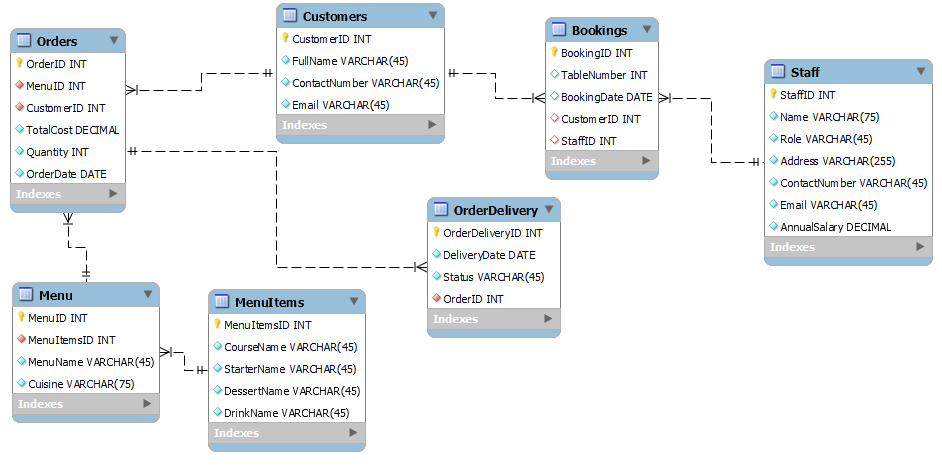 Orders
OrderID INT
MenuID INT
CustomerID INT
TotalCost DECIMAL
Quantity INT
OrderDate DATE
Indexes
Customers
CustomerID INT
FullName VARCHAR(45)
ContactNumber VARCHAR(45)
Email VARCHAR(45)
Indexes
Bookings
BookingID INT
TableNumber INT
BookingDate DATE
CustomerID INT
StaffID INT
Indexes
Staff
StaffID INT
Name VARCHAR(75)
Role VARCHAR(45)
Address VARCHAR(255)
ContactNumber VARCHAR(45)
Email VARCHAR(45)
AnnualSalary DECIMAL
Indexes
OrderDelivery
OrderDeliveryID INT
DeliveryDate DATE
Status VARCHAR(45)
OrderID INT
Indexes
Menu
MenuID INT
MenuItemsID INT
MenuName VARCHAR(45)
Cuisine VARCHAR(75)
Indexes
MenuItems
MenuItemsID INT
CourseName VARCHAR(45)
StarterName VARCHAR(45)
DessertName VARCHAR(45)
DrinkName VARCHAR(45)
Indexes